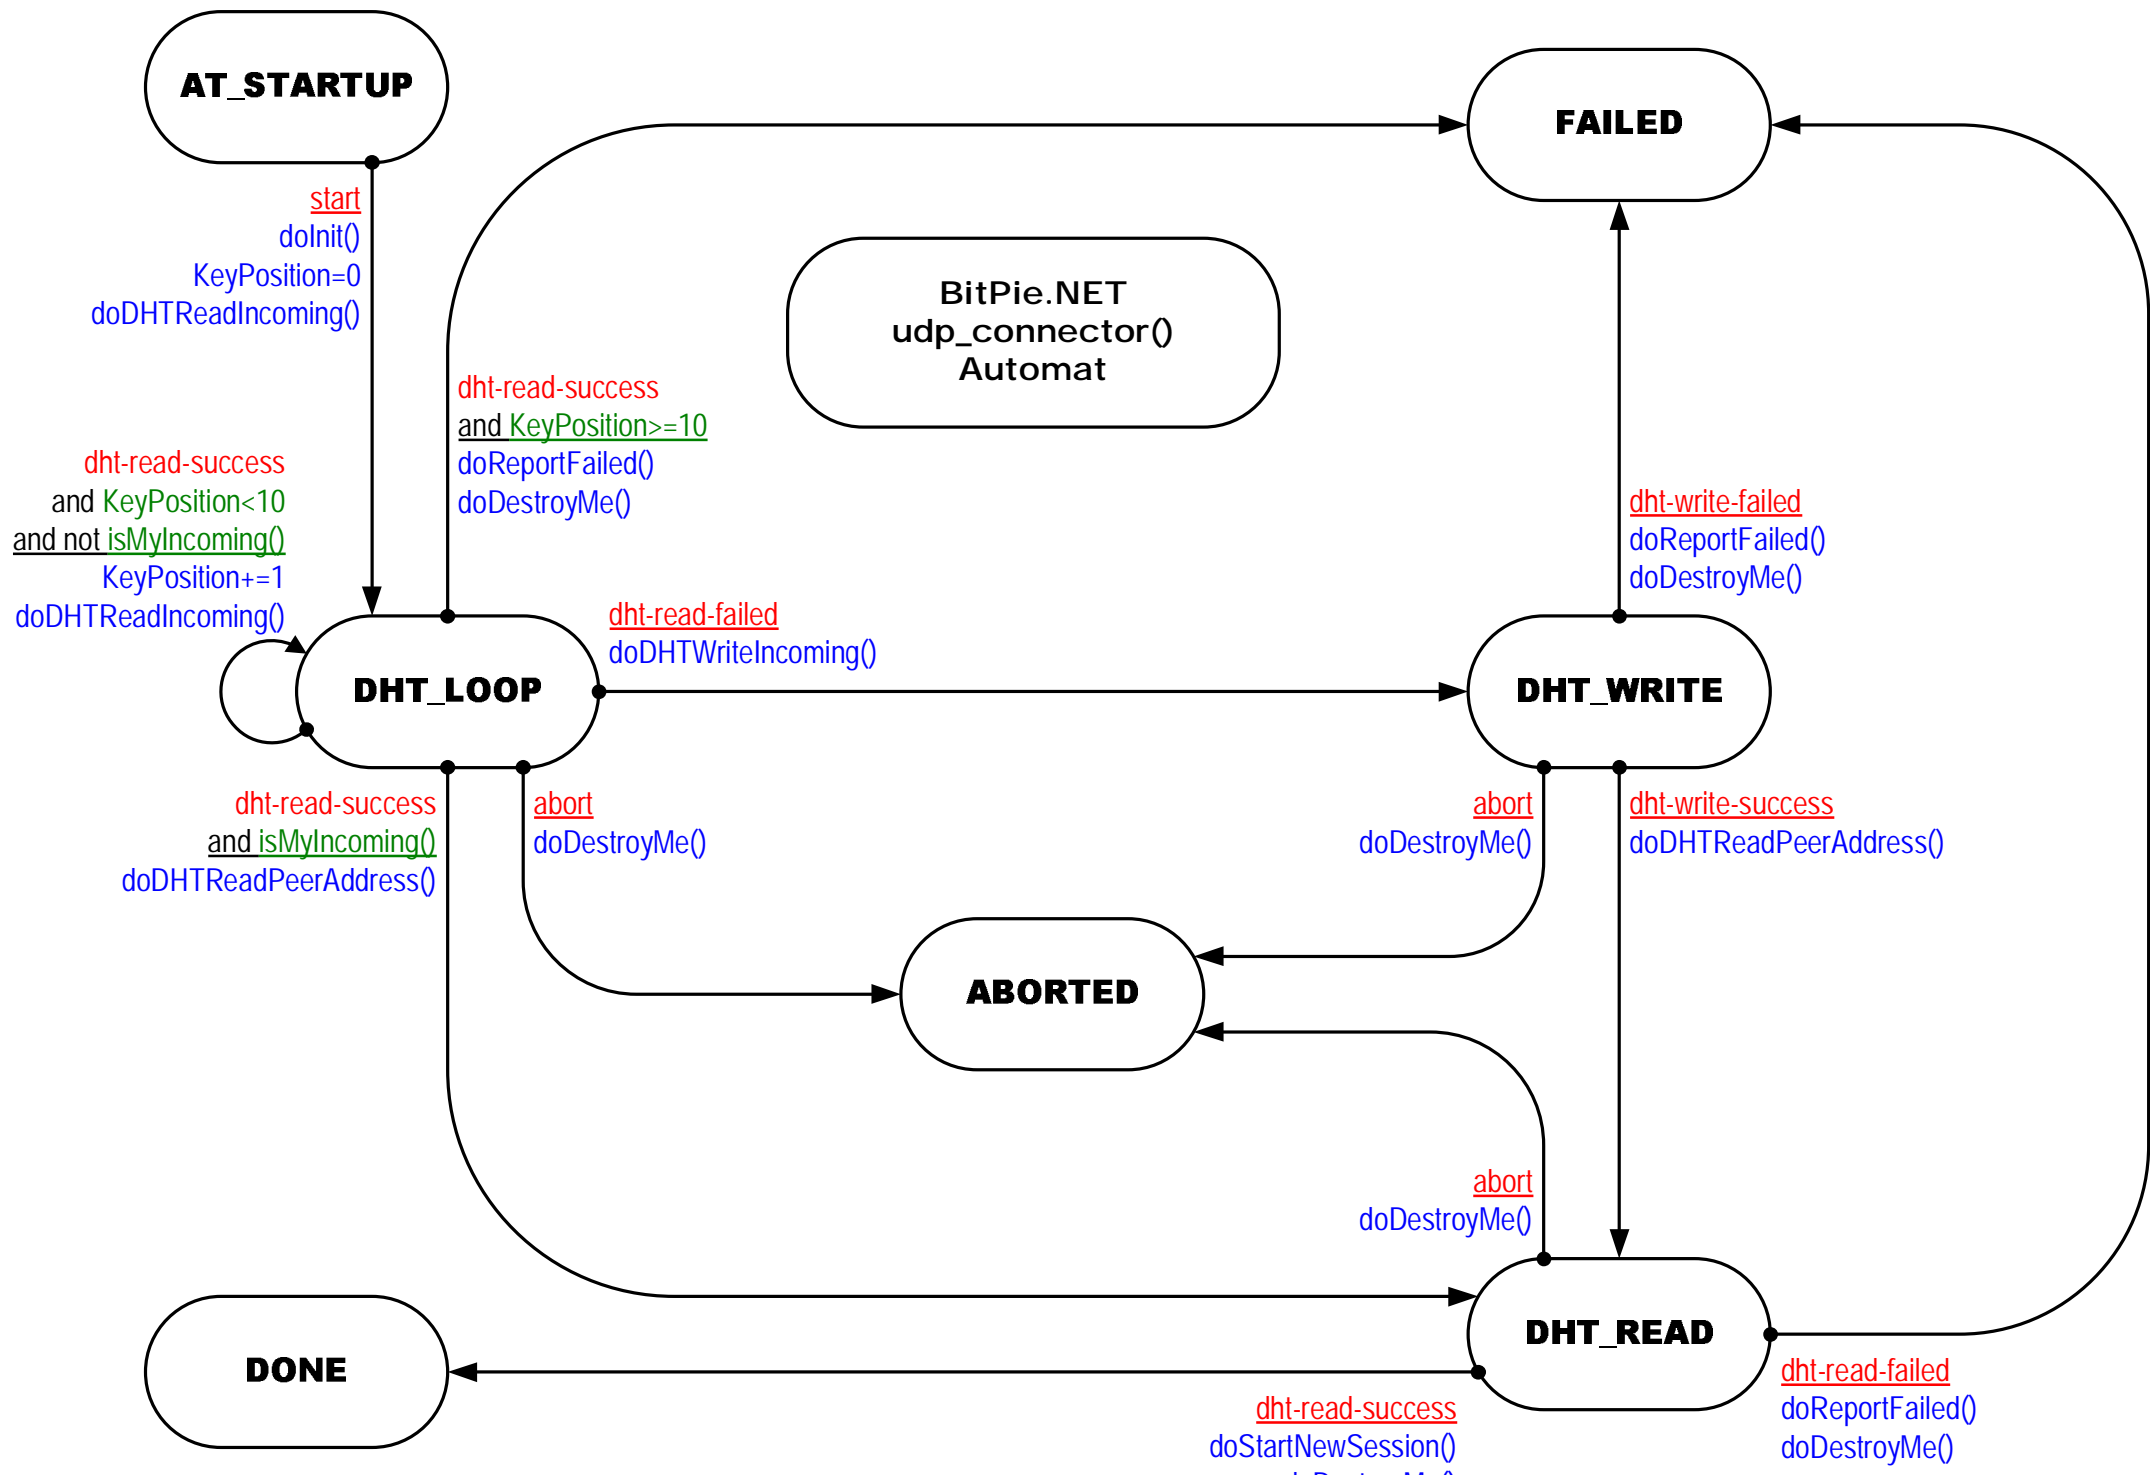 AT_STARTUP
FAILED
start
doInit()
KeyPosition=0
doDHTReadIncoming()
BitPie.NET
udp_connector()
Automat
dht-read-success
and KeyPosition>=10
doReportFailed()
doDestroyMe()
dht-read-success
and KeyPosition<10
and not isMyIncoming()
KeyPosition+=1
doDHTReadIncoming()
dht-write-failed
doReportFailed()
doDestroyMe()
dht-read-failed
doDHTWriteIncoming()
DHT_LOOP
DHT_WRITE
dht-read-success
and isMyIncoming()
doDHTReadPeerAddress()
abort
doDestroyMe()
abort
doDestroyMe()
dht-write-success
doDHTReadPeerAddress()
ABORTED
abort
doDestroyMe()
DHT_READ
DONE
dht-read-success
doStartNewSession()
dht-read-failed
doReportFailed()
doDestroyMe()